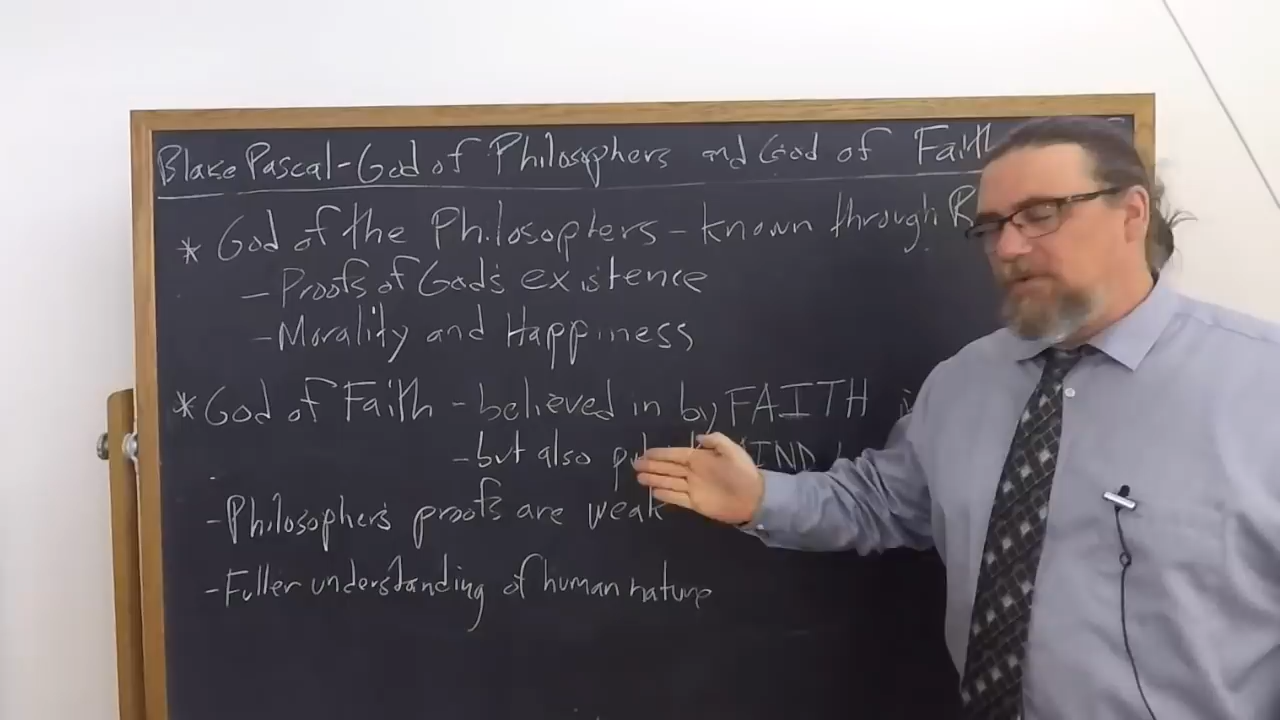 Blake Pascal - God of Philosophers and God of Faith
* God of the Philosophers - known through R
- Proofs of God's existence
- Morality and Happiness
* God of Faith - believed in by FAITH
- but also
- Philosophers proofs are weak
- Fuller understanding of human nature